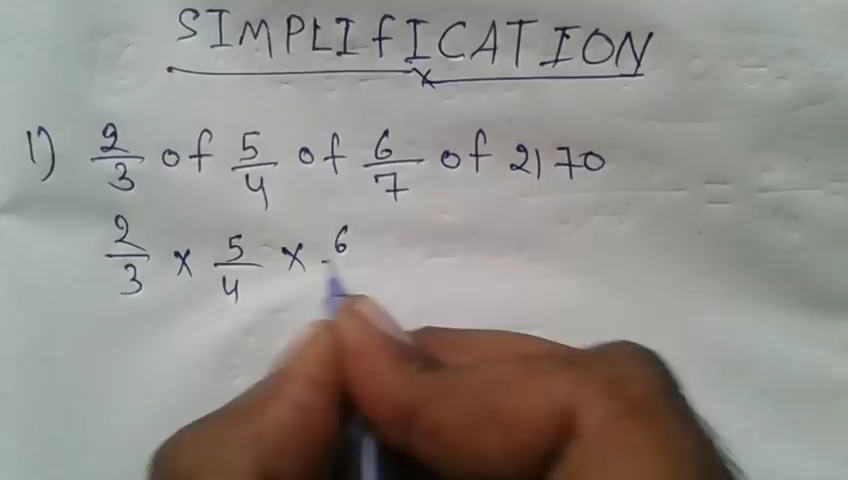 SIMPLIFICATION
1) 2/3 of 5/4 of 6/7 of 2170
2/3 × 5/4 × 6